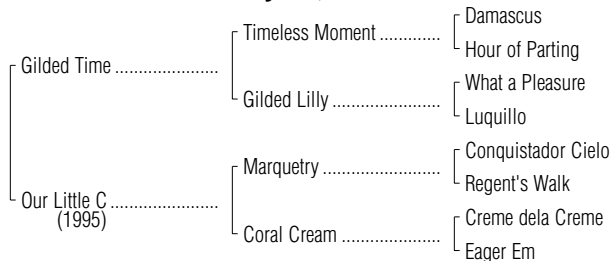 Damascus
Timeless Moment .............
Hour of Parting
Gilded Time ......................
What a Pleasure
Gilded Lilly .......................
Luquillo
Conquistador Cielo
Marquetry .........................
Regent's Walk
Our Little C .......................
(1995)
Creme dela Creme
Coral Cream .....................
Eager Em